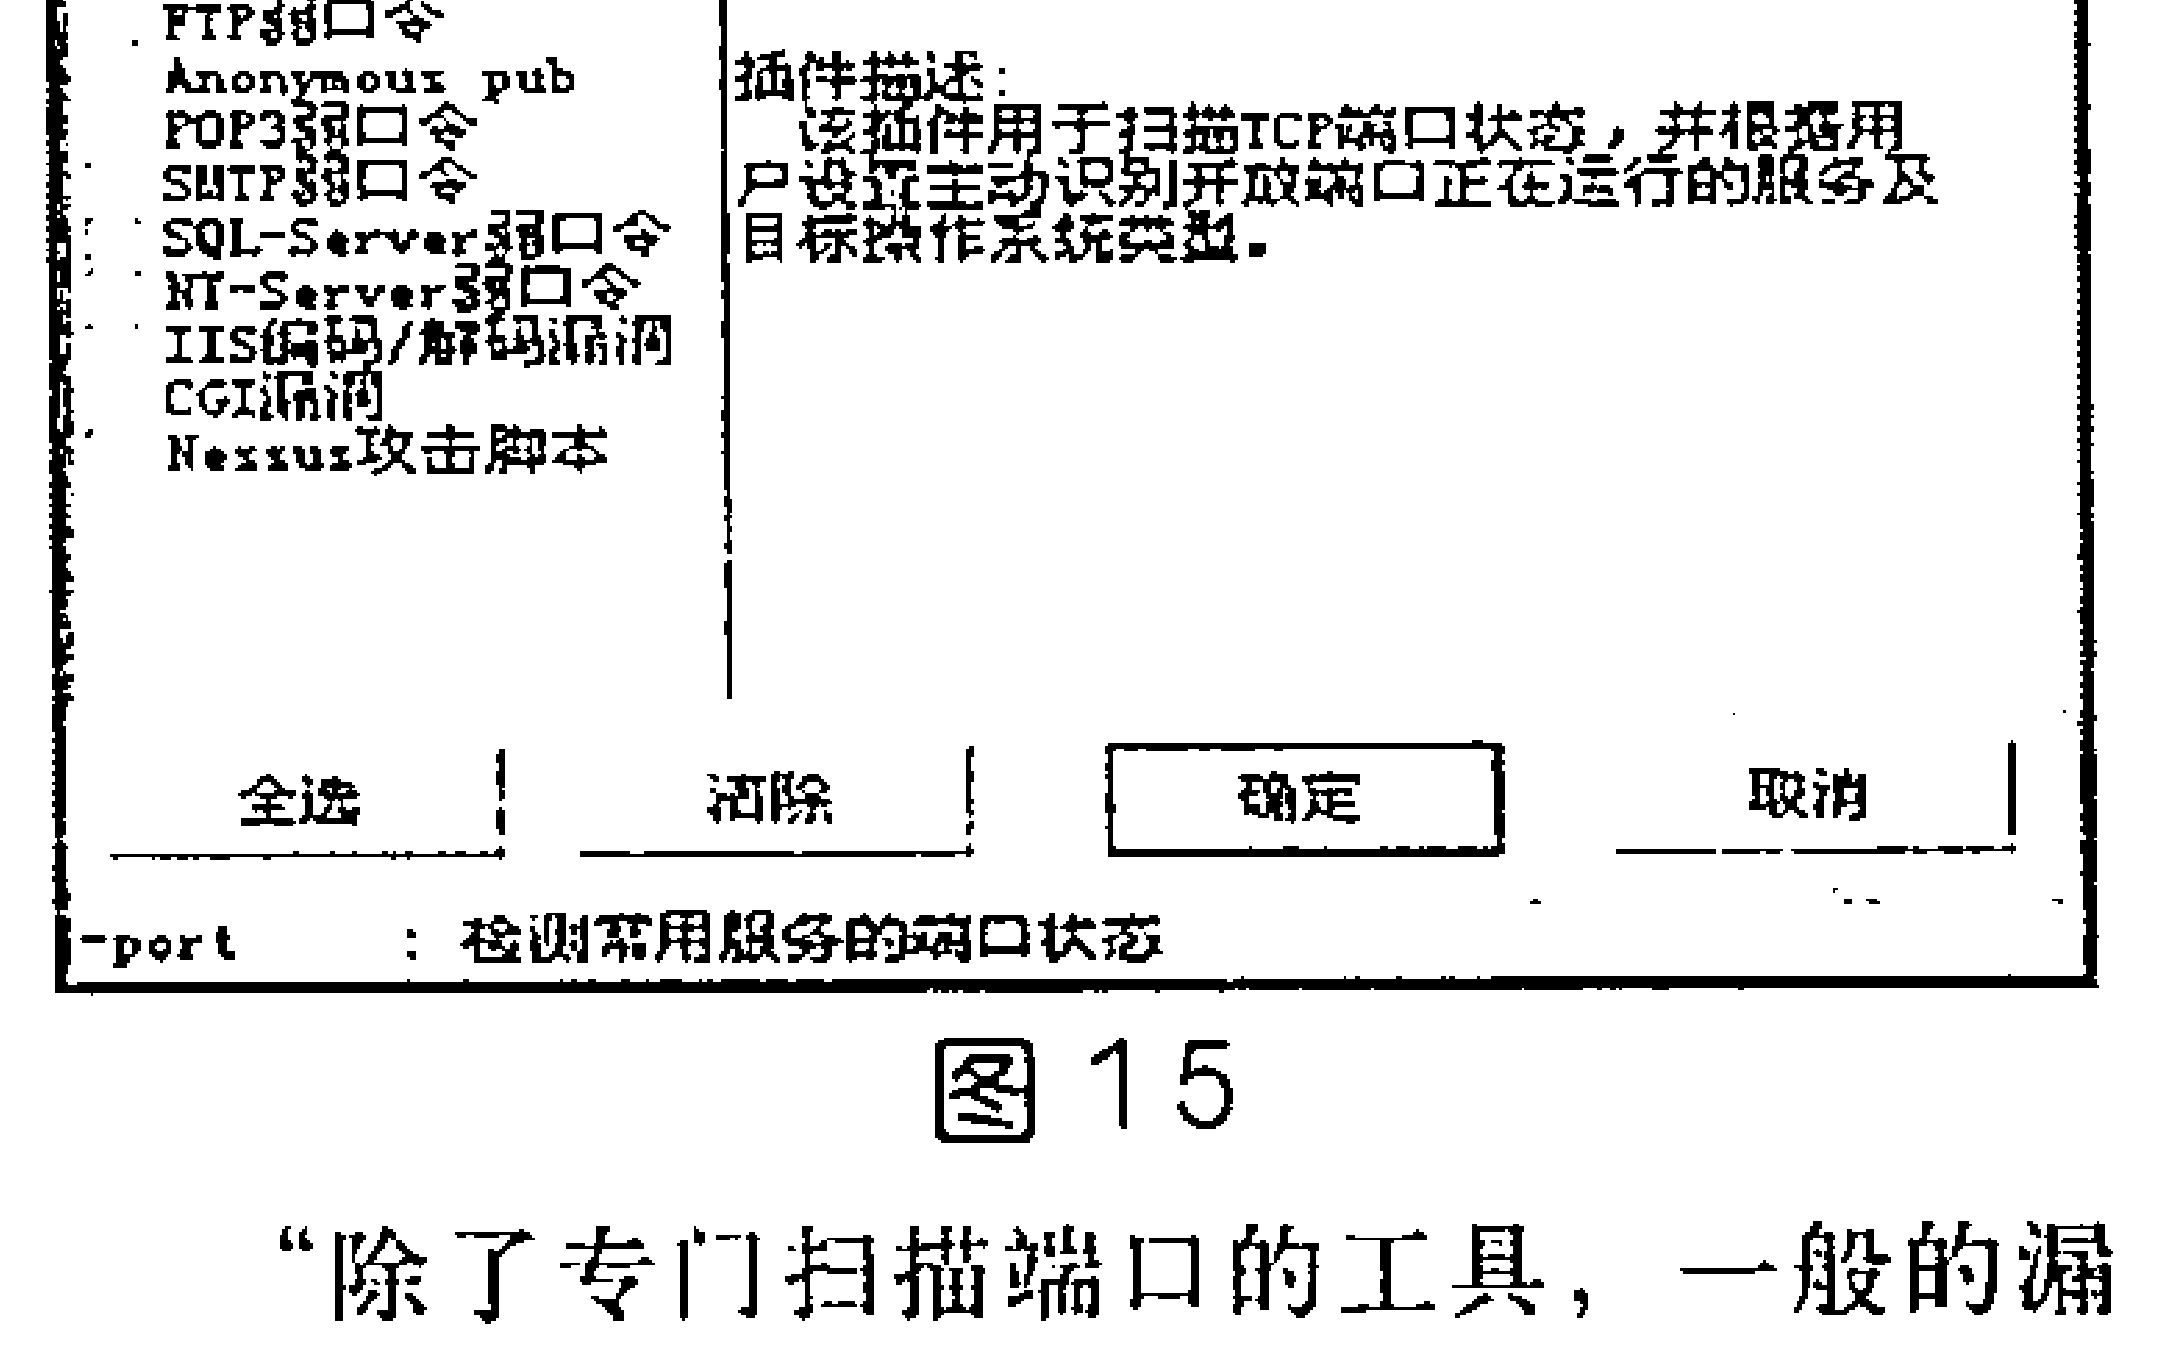 FTP弱口令
Anonymous pub
POP3弱口令
SMTP弱口令
SQL-Server弱口令
NT-Server弱口令
IIS编码/解码漏洞
CGI漏洞
Nessus攻击脚本
插件描述:
该插件用于扫描TCP端口状态，并根据用
户设置主动识别开放端口正在运行的服务及
目标操作系统类型。
全选 清除 确定 取消
-port : 检测常用服务的端口状态
图 15
“除了专门扫描端口的工具，一般的漏